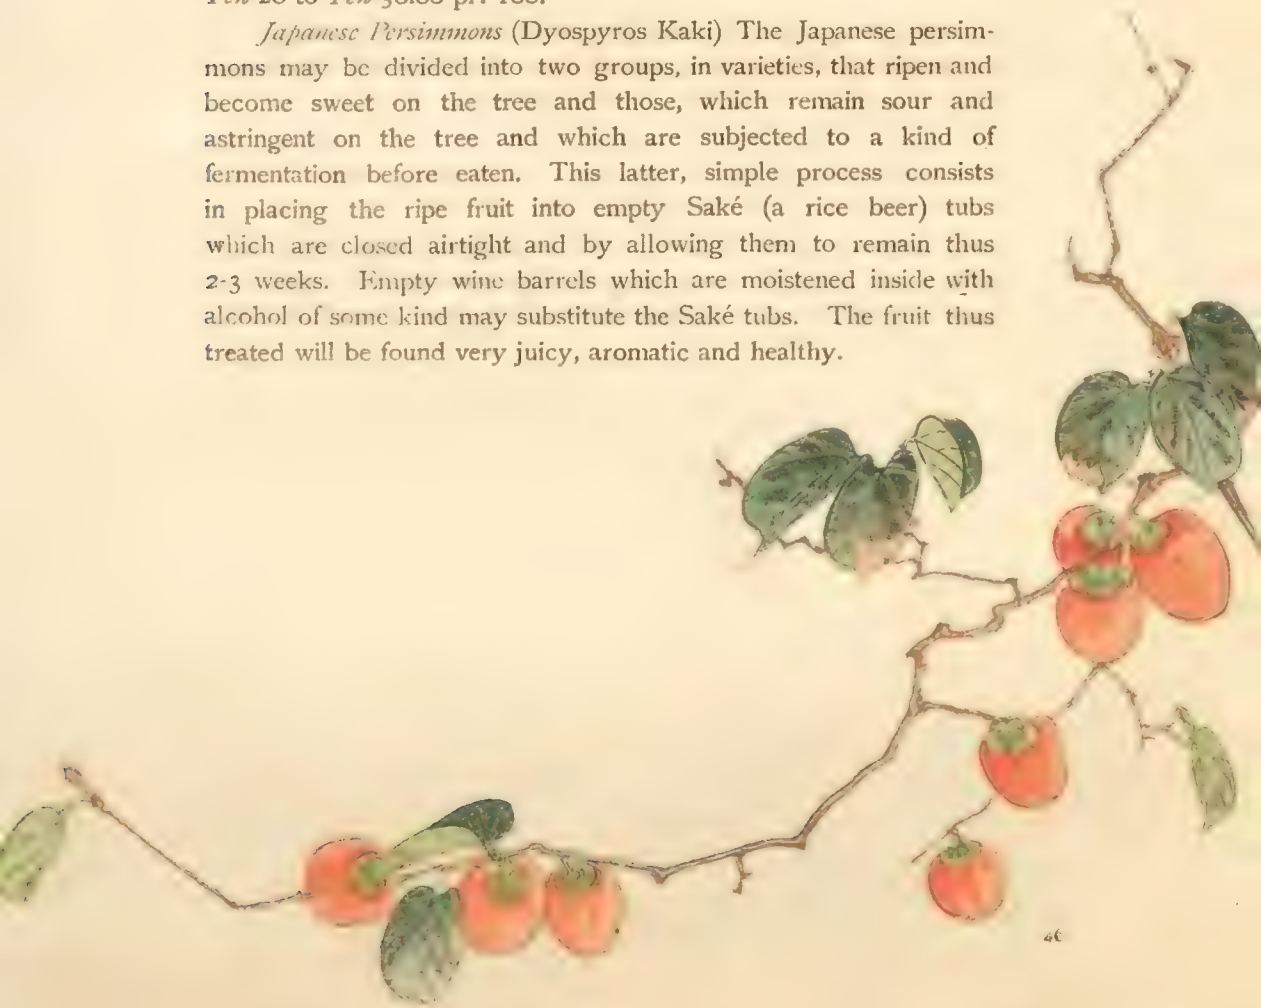 Yen to Yen pr. 100.
Japanese Persimmons (Dyospyros Kaki) The Japanese persim-
mons may be divided into two groups, in varieties, that ripen and
become sweet on the tree and those, which remain sour and
astringent on the tree and which are subjected to a kind of
fermentation before eaten. This latter, simple process consists
in placing the ripe fruit into empty Saké (a rice beer) tubs
which are closed airtight and by allowing them to remain thus
2-3 weeks. Empty wine barrels which are moistened inside with
alcohol of some kind may substitute the Saké tubs. The fruit thus
treated will be found very juicy, aromatic and healthy.